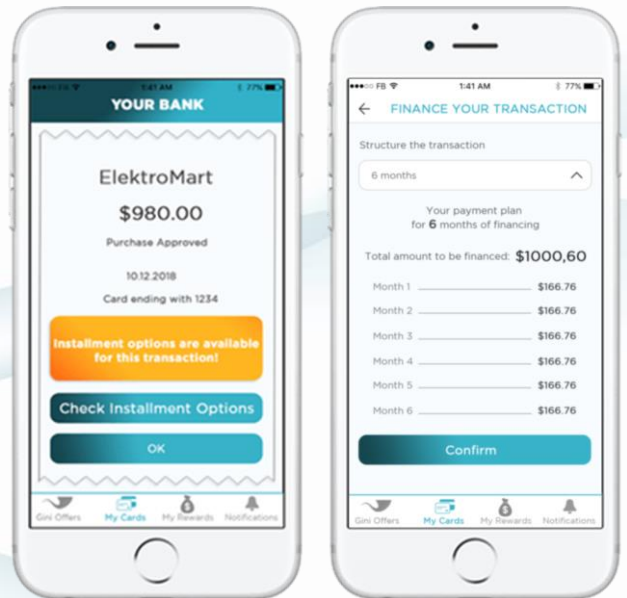 1:41 AM
77%
YOUR BANK
ElektroMart
$980.00
Purchase Approved
10.12.2018
Card ending with 1234
Installment options are available
for this transaction!
Check Installment Options
OK
Gini Offers My Cards My Rewards Notifications
FB 1:41 AM 77%
FINANCE YOUR TRANSACTION
Structure the transaction
6 months
Your payment plan
for 6 months of financing
Total amount to be financed: $1000,60
Month 1 $166.76
Month 2 $166.76
Month 3 $166.76
Month 4 $166.76
Month 5 $166.76
Month 6 $166.76
Confirm
Gini Offers My Cards My Rewards Notifications